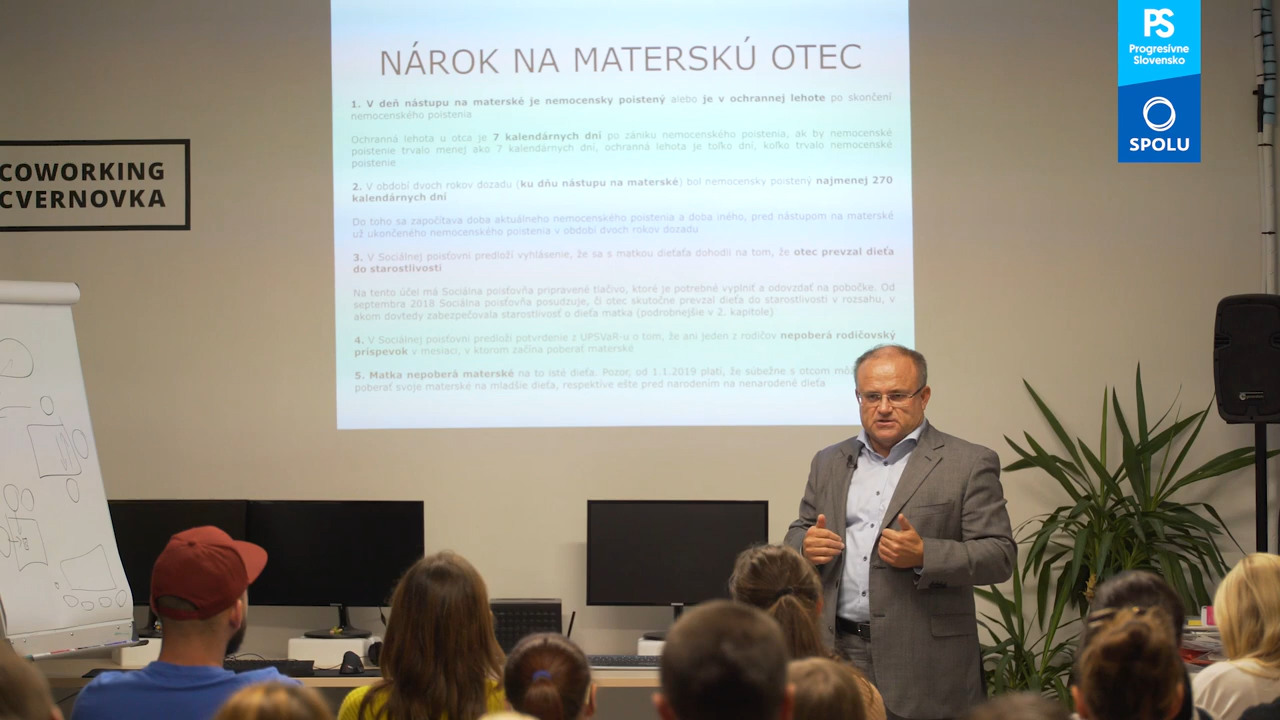 PS
Progresívne
Slovensko
SPOLU
COWORKING
CVERNOVKA
NÁROK NA MATERSKÚ OTEC
1. V deň nástupu na materské je nemocensky poistený alebo je v ochrannej lehote po skončení
nemocenského poistenia
Ochranná lehota u otca je 7 kalendárnych dní po zániku nemocenského poistenia, ak by nemocenské
poistenie trvalo menej ako 7 kalendárnych dní, ochranná lehota je toľko dní, koľko trvalo nemocenské
poistenie
2. V období dvoch rokov dozadu (ku dňu nástupu na materské) bol nemocensky poistený najmenej 270
kalendárnych dní
Do toho sa započítava doba aktuálneho nemocenského poistenia a doba iného, pred nástupom na materské
už ukončeného nemocenského poistenia v období dvoch rokov dozadu
3. V Sociálnej poisťovni predloží vyhlásenie, že sa s matkou dieťaťa dohodli na tom, že otec prevzal dieťa
do starostlivosti
Na tento účel má Sociálna poisťovňa pripravené tlačivo, ktoré je potrebné vyplniť a odovzdať na pobočke. Od
septembra 2018 Sociálna poisťovňa posudzuje, či otec skutočne prevzal dieťa do starostlivosti v rozsahu, v
akom dovtedy zabezpečovala starostlivosť o dieťa matka (podrobnejšie v 2. kapitole)
4. V Sociálnej poisťovni predloží potvrdenie z UPSVaR-u o tom, že ani jeden z rodičov nepoberá rodičovský
príspevok v mesiaci, v ktorom začína poberať materské
5. Matka nepoberá materské na to isté dieťa. Pozor, od 1.1.2019 platí, že súbežne s otcom
poberať svoje materské na mladšie dieťa, respektíve ešte pred narodením na nenarodené dieťa